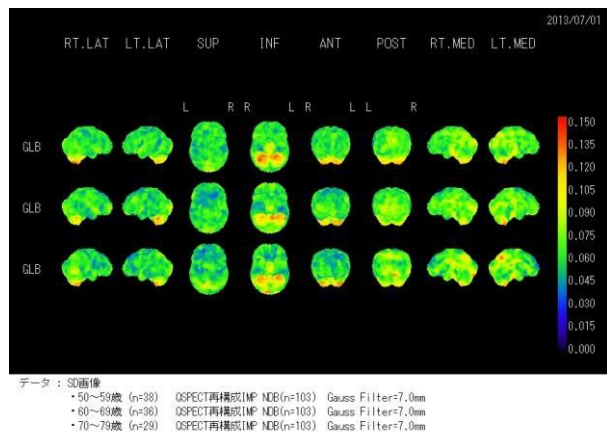 2013/07/01
RT.LAT LT.LAT SUP INF ANT POST RT.MED LT.MED
L R R L R L L R
GLB
GLB
GLB
0.150
0.135
0.120
0.105
0.090
0.075
0.060
0.045
0.030
0.015
0.000
データ : SD画像
・50～59歳 (n=38) QSPECT再構成IMP NDB(n=103) Gauss Filter=7.0mm
・60～69歳 (n=36) QSPECT再構成IMP NDB(n=103) Gauss Filter=7.0mm
・70～79歳 (n=29) QSPECT再構成IMP NDB(n=103) Gauss Filter=7.0mm